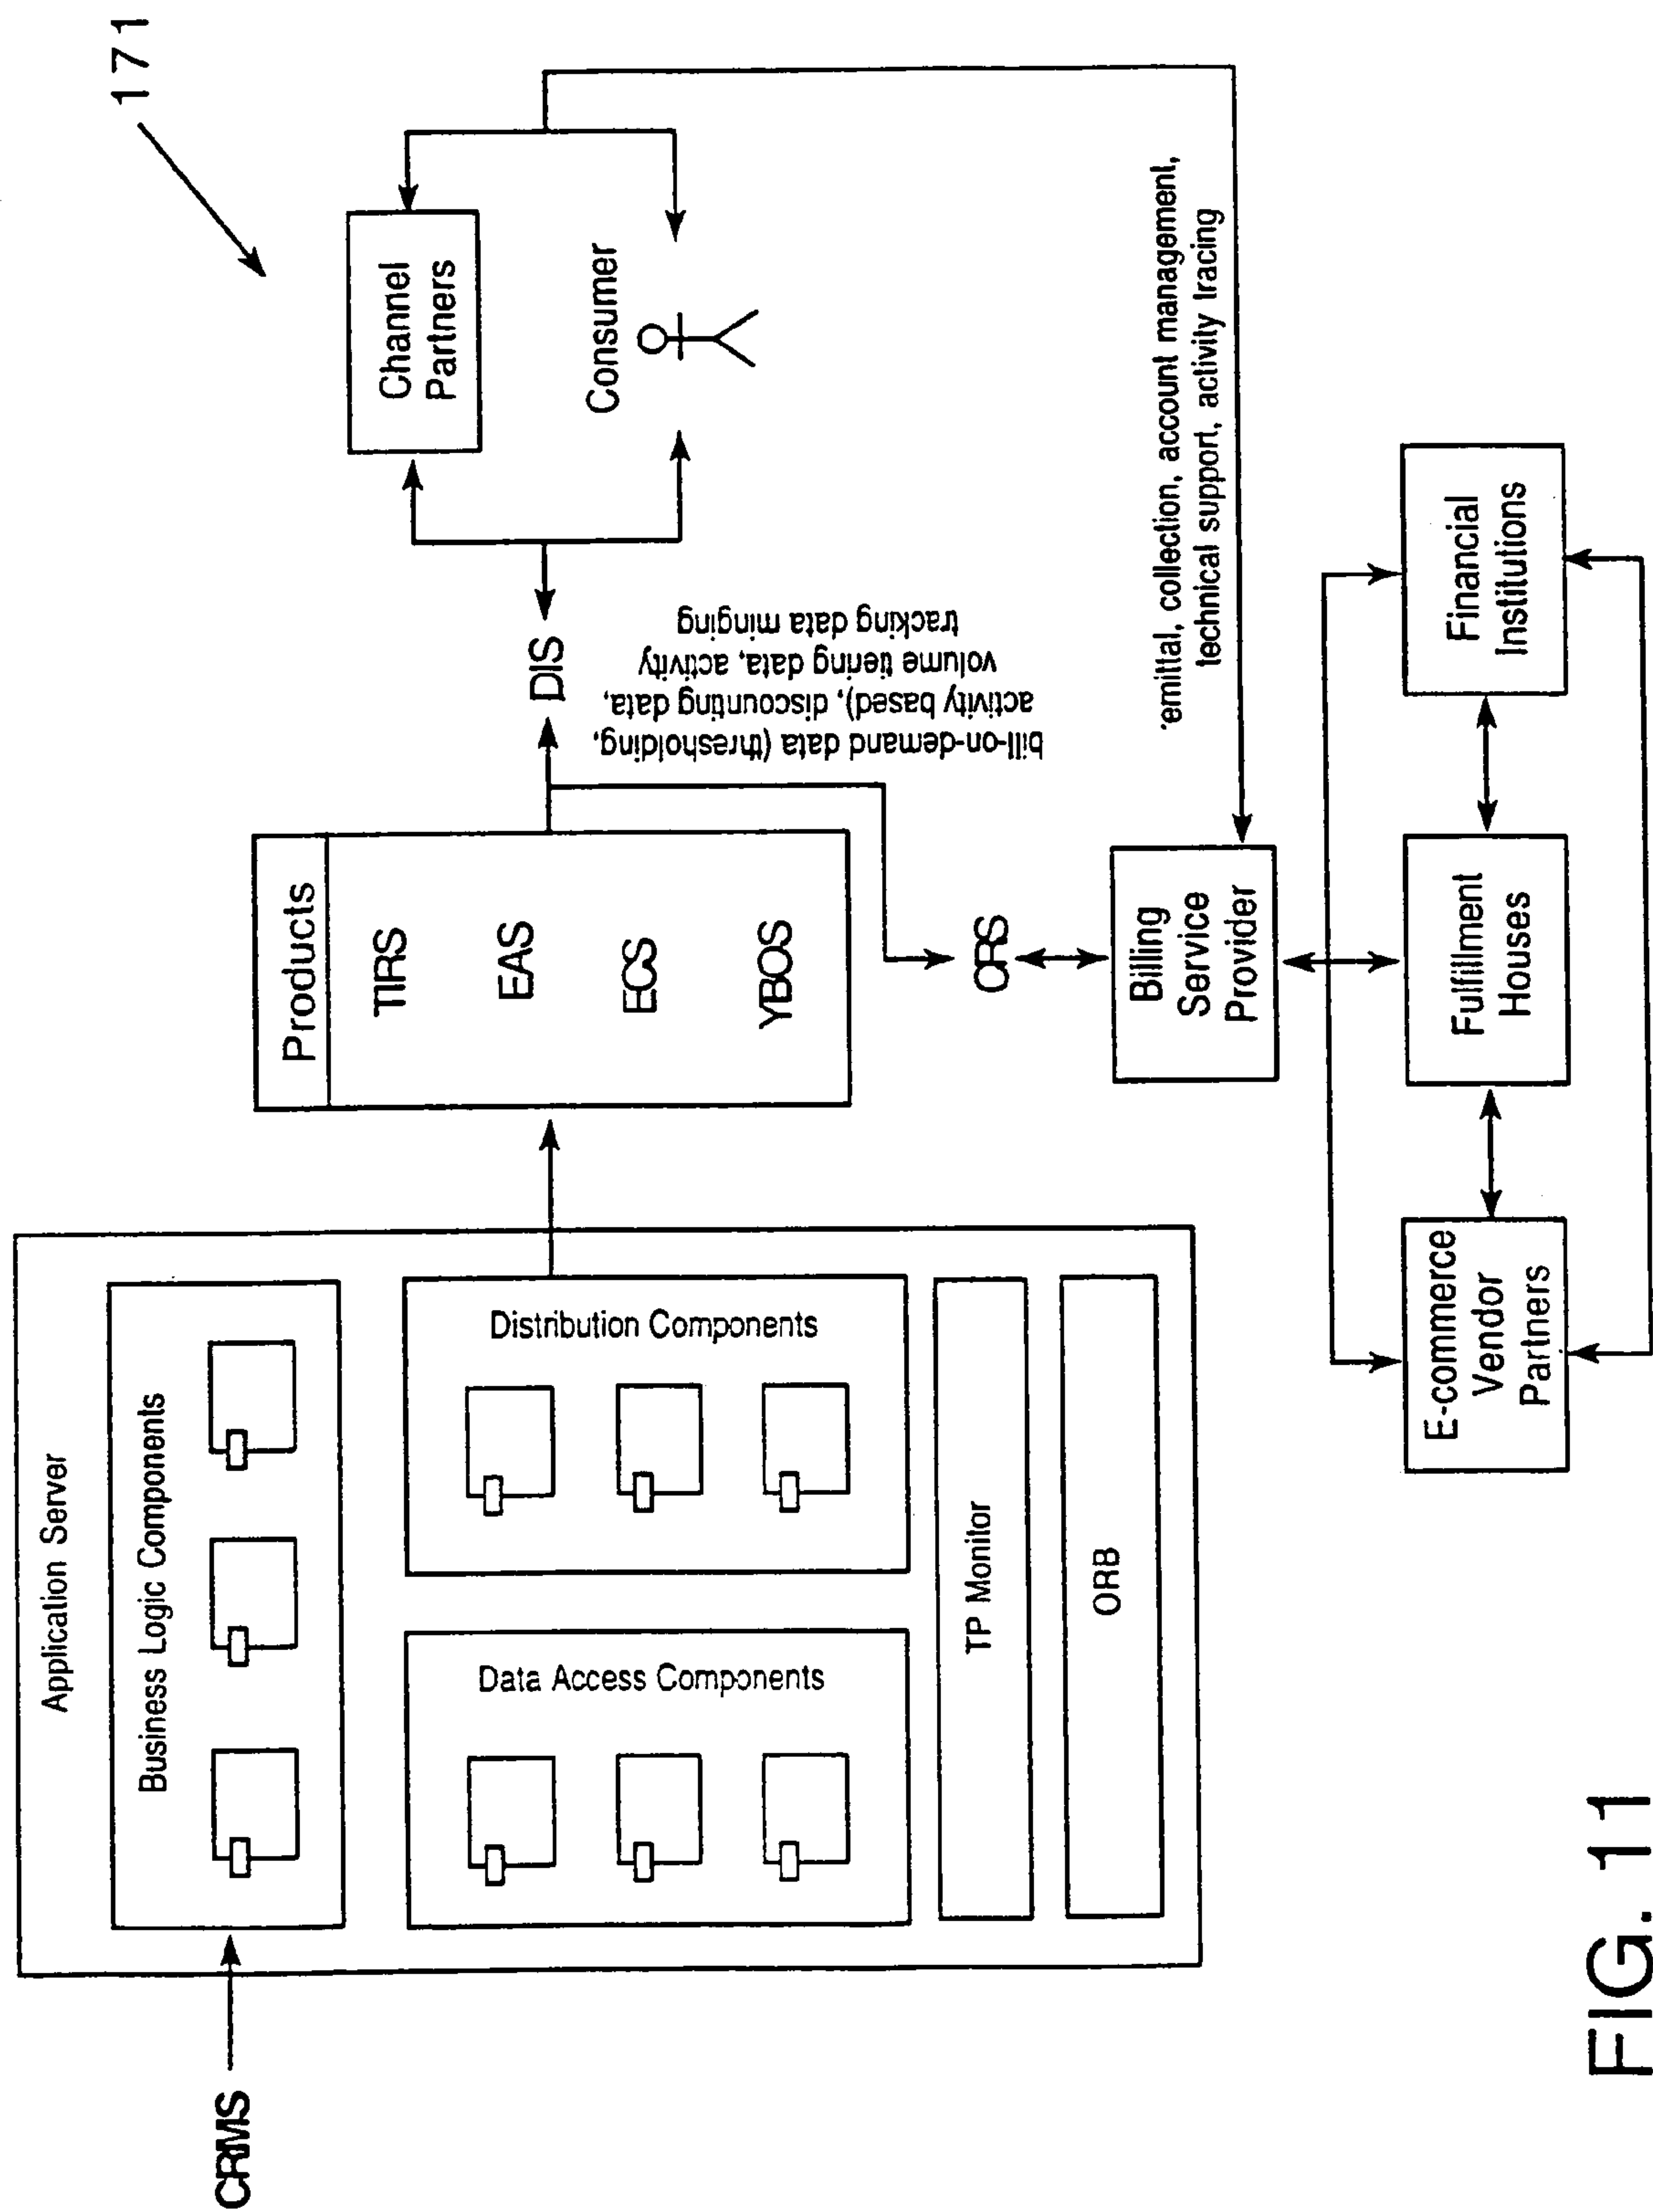 171
CRMS
Application Server
Business Logic Components
Data Access Components
Distribution Components
TP Monitor
ORB
Products
TIRS
EAS
ECS
YBOS
DIS
Channel
Partners
Consumer
bill-on-demand data (thresholding,
activity based), discounting data,
volume tiering data, activity
tracking data minging
Billing
Service
Provider
emittal, collection, account management,
technical support, activity tracing
E-commerce
Vendor
Partners
Fulfillment
Houses
Financial
Institutions
FIG. 11